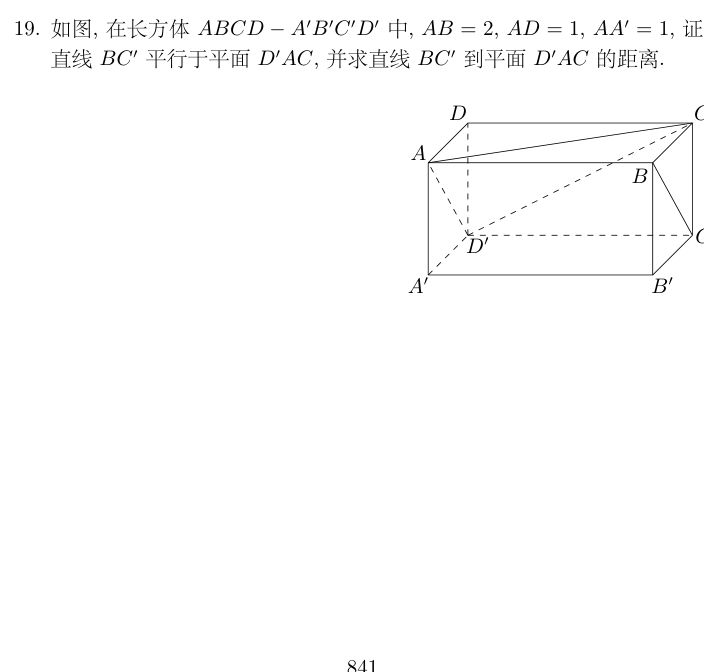 19. 如图, 在长方体 ABCD − A′B′C′D′ 中, AB = 2, AD = 1, AA′ = 1, 证
直线 BC′ 平行于平面 D′AC, 并求直线 BC′ 到平面 D′AC 的距离.
D
C
A
B
D′
C
A′
B′
841